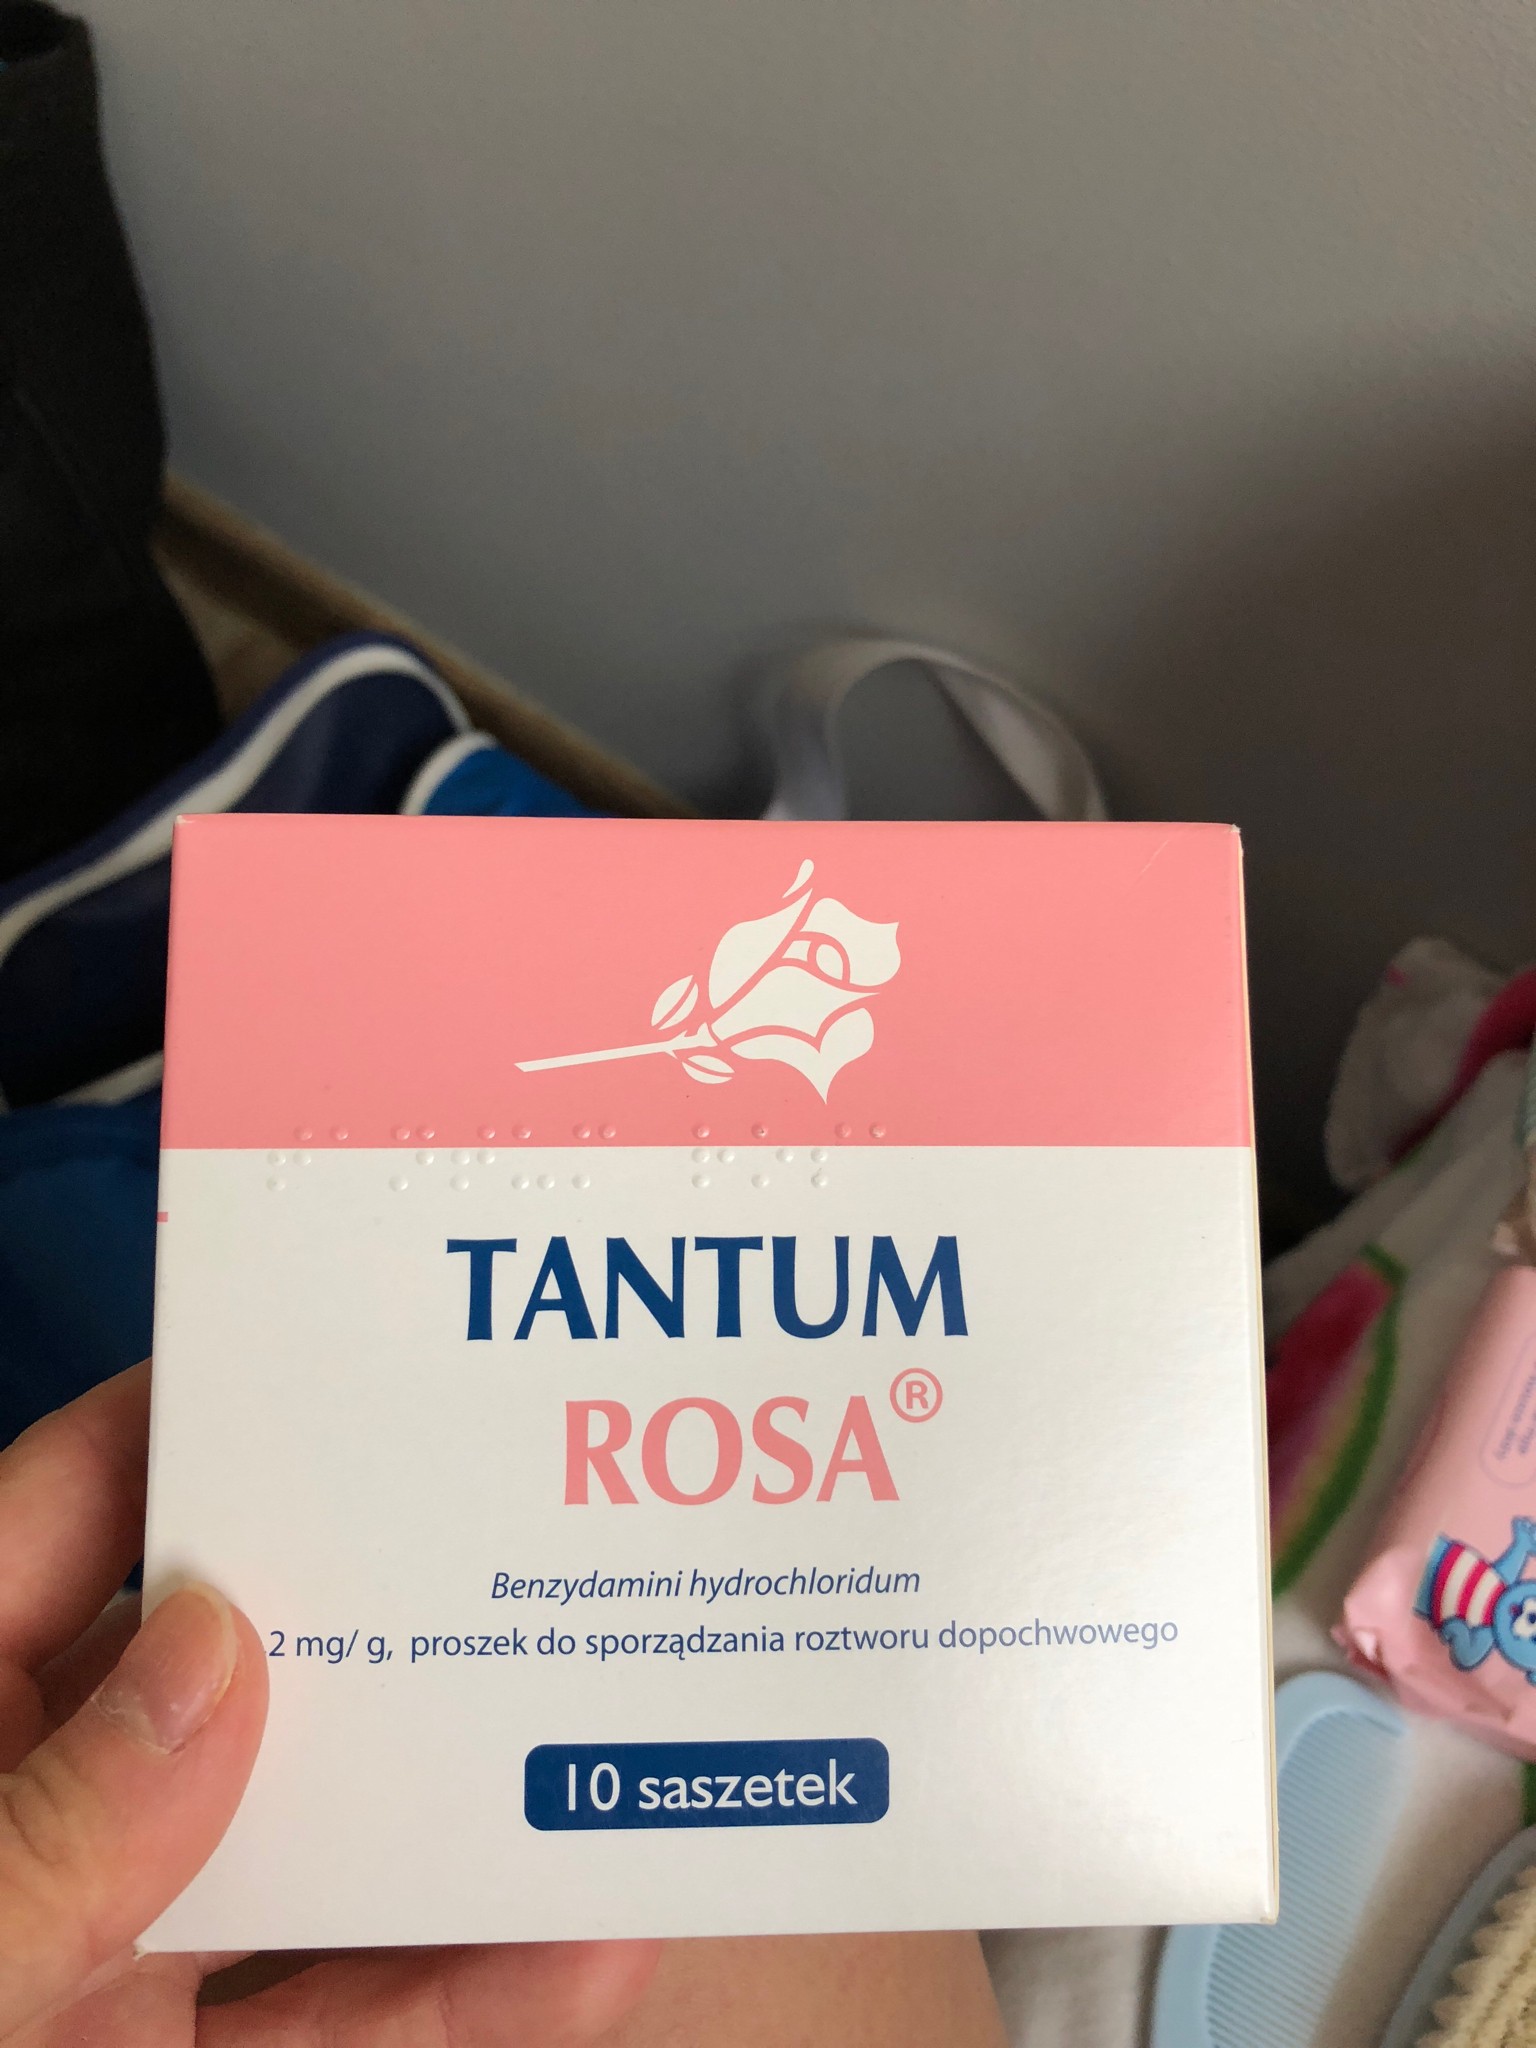 TANTUM
ROSA®
Benzydamini hydrochloridum
.2 mg/ g, proszek do sporządzania roztworu dopochwowego
10 saszetek